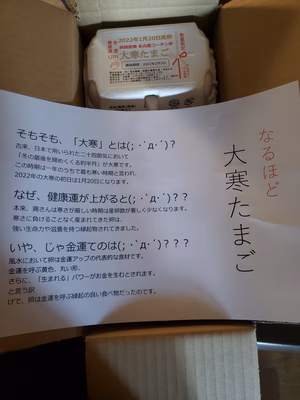 2022年1月20日産卵
大寒たまご
なるほど
大寒たまご
そもそも、「大寒」とは(; ･`д･´)?
古来、日本で用いられた二十四節気において
「冬の最後を締めくくる約半月」が大寒です。
この時期は一年のうちで最も寒い時期と言われ、
2022年の大寒の初日は1月20日になります。
なぜ、健康運が上がると(; ･`д･´)??
本来、鶏さんは寒さが厳しい時期は産卵数が著しく少なくなります。
寒さに負けることなく産まれてきた卵は、
強い生命力や滋養を持つ縁起物とされてきました。
いや、じゃ金運てのは(; ･`д･´)???
風水において卵は金運アップの代表的な食材です。
金運を呼ぶ黄色、丸い形、
さらに、「生まれる」パワーがお金を生むとされます。
と言う訳
けで、卵は金運を呼ぶ縁起の良い食べ物だったのです。